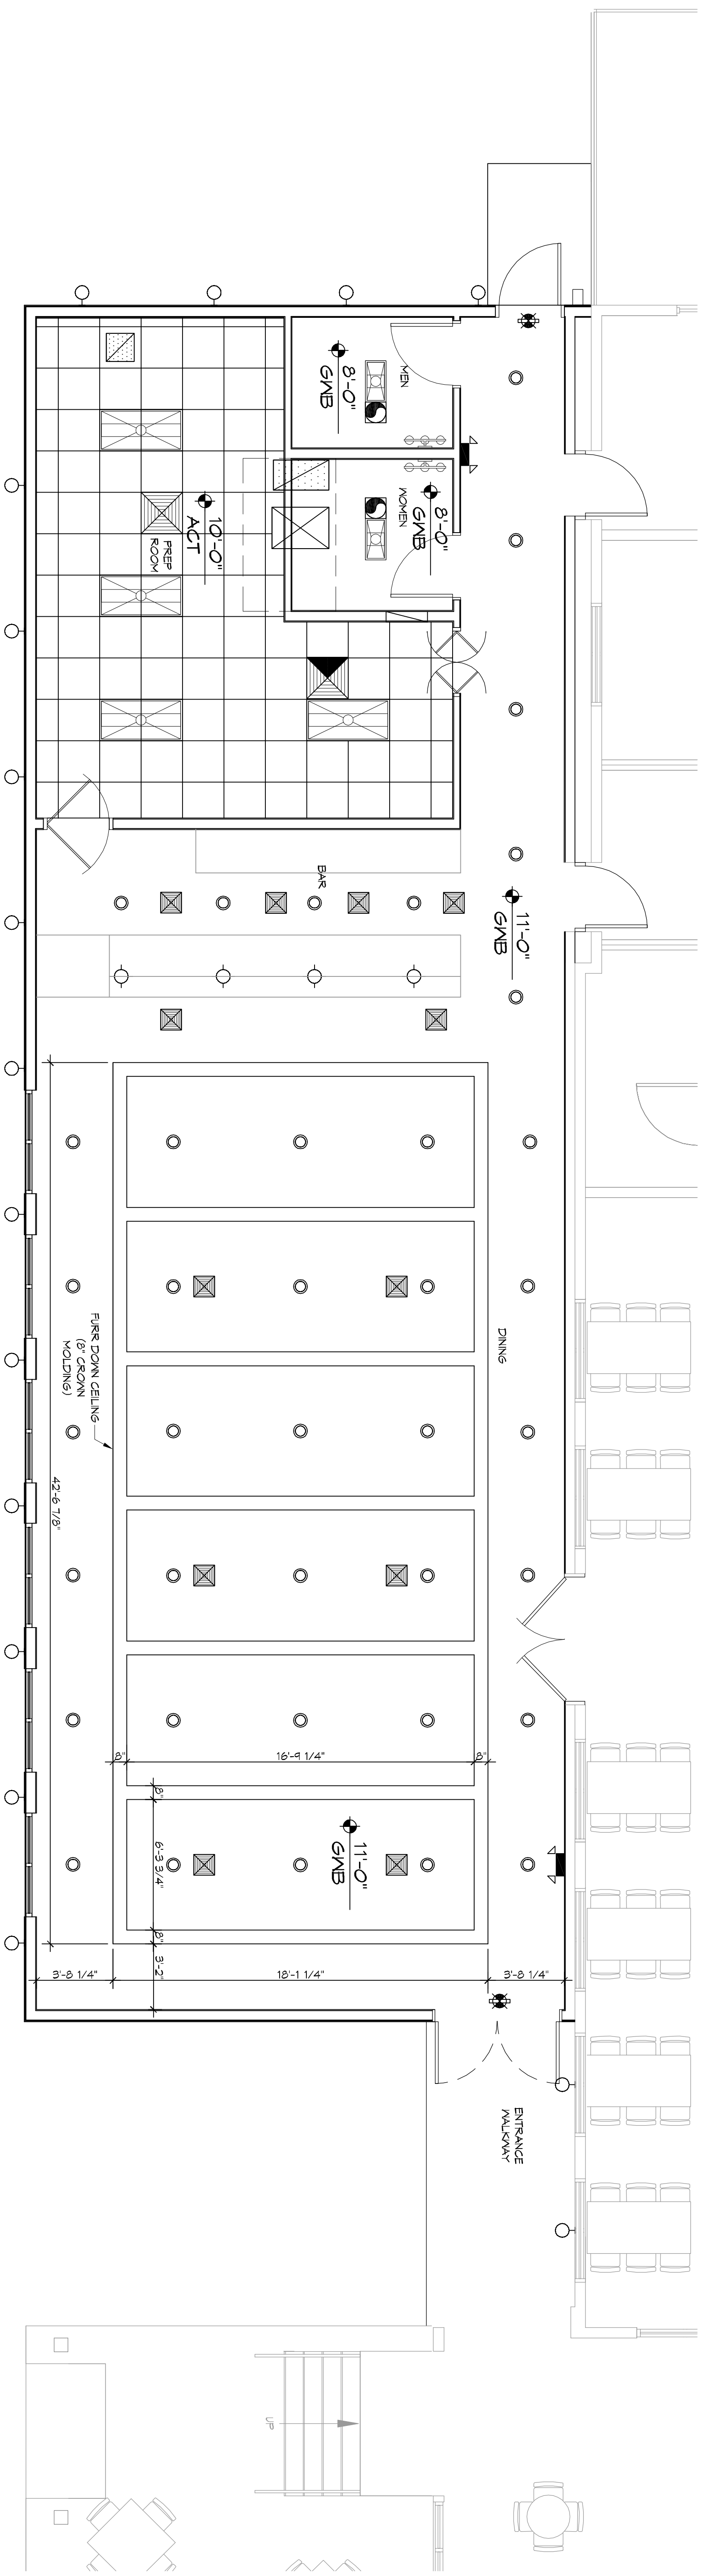 MEN
8'-0"
GWB
WOMEN
8'-0"
GWB
10'-0"
ACT
PREP
ROOM
BAR
11'-0"
GWB
DINING
FURR DOWN CEILING
(8" CROWN
MOLDING)
42'-6 7/8"
8"
16'-9 1/4"
8"
8"
6'-3 3/4"
11'-0"
GWB
8"
3'-2"
3'-8 1/4"
18'-1 1/4"
3'-8 1/4"
ENTRANCE
WALKWAY
UP